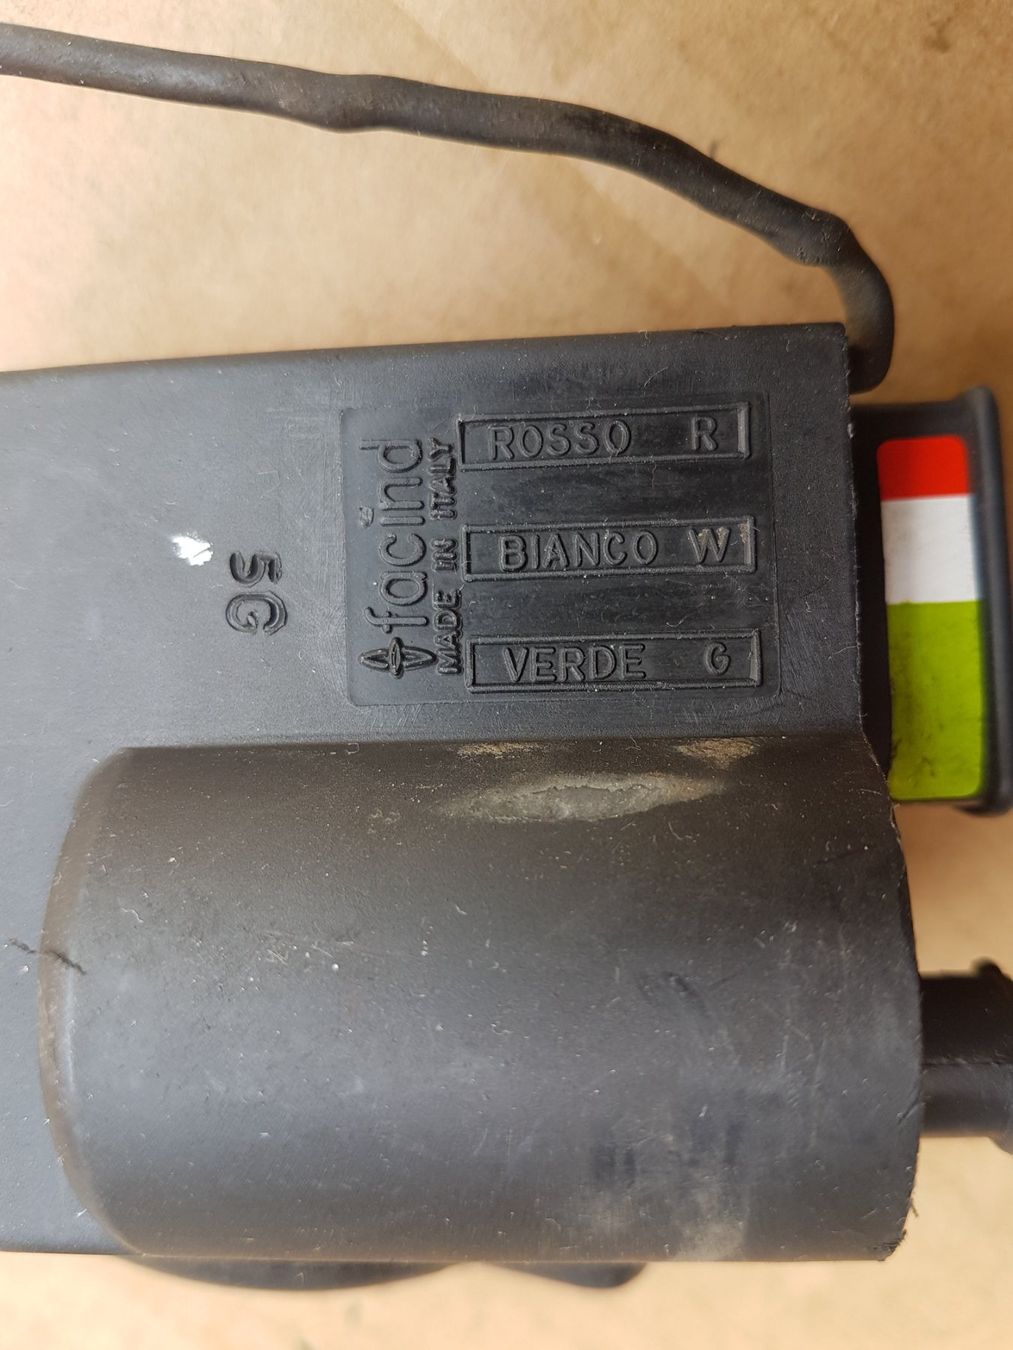 ROSSO R
BIANCO W
VERDE G
facind
MADE IN ITALY
5G